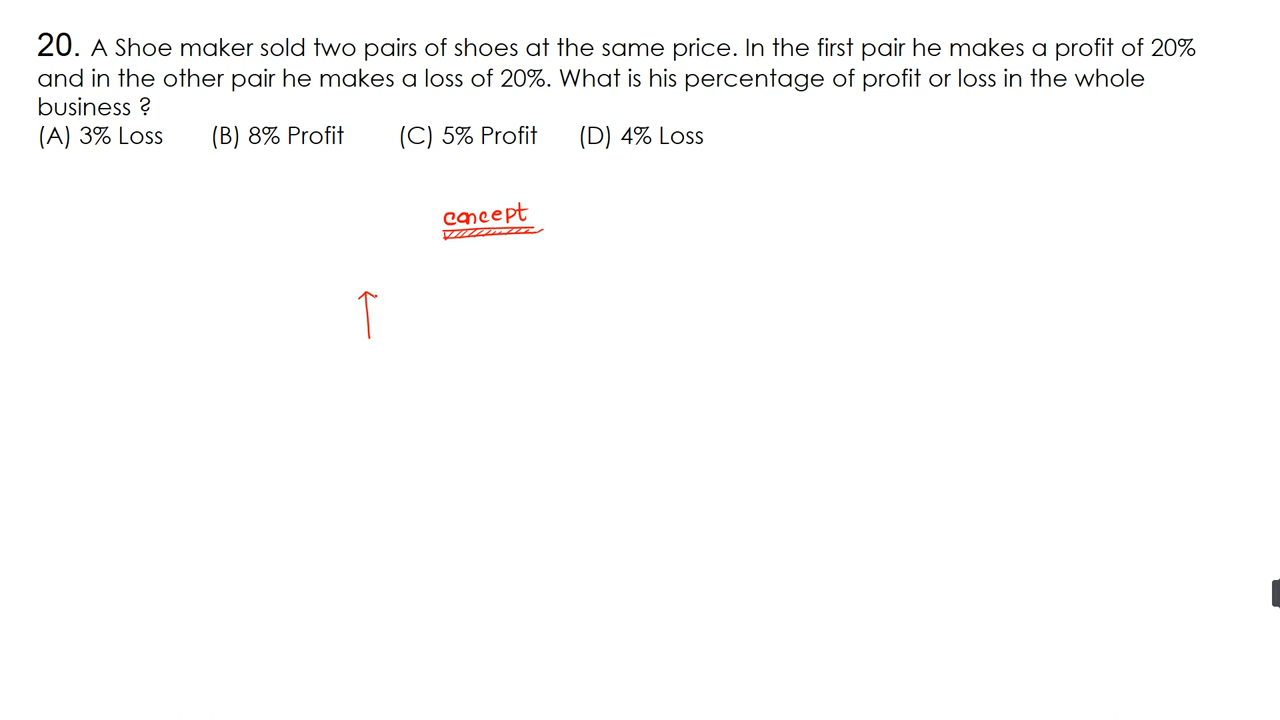 20. A Shoe maker sold two pairs of shoes at the same price. In the first pair he makes a profit of 20%
and in the other pair he makes a loss of 20%. What is his percentage of profit or loss in the whole
business ?
(A) 3% Loss (B) 8% Profit (C) 5% Profit (D) 4% Loss
concept